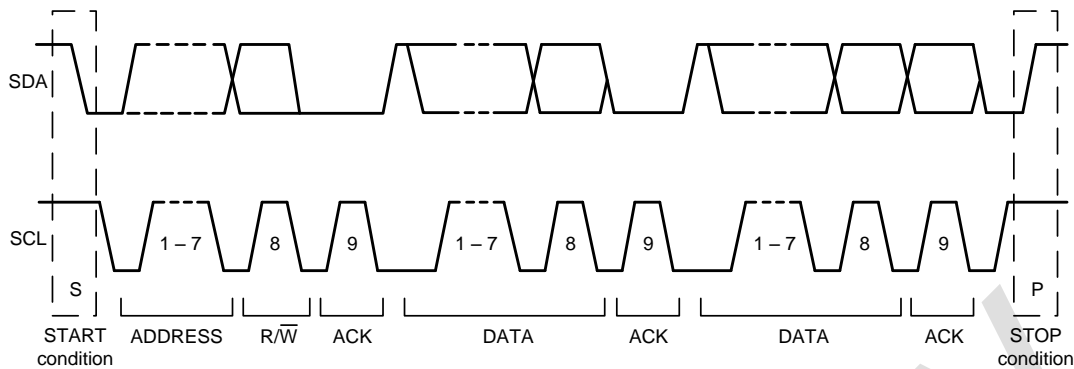 SDA
SCL
1 – 7 8 9 1 – 7 8 9 1 – 7 8 9
S P
START condition ADDRESS R/W̅ ACK DATA ACK DATA ACK STOP condition